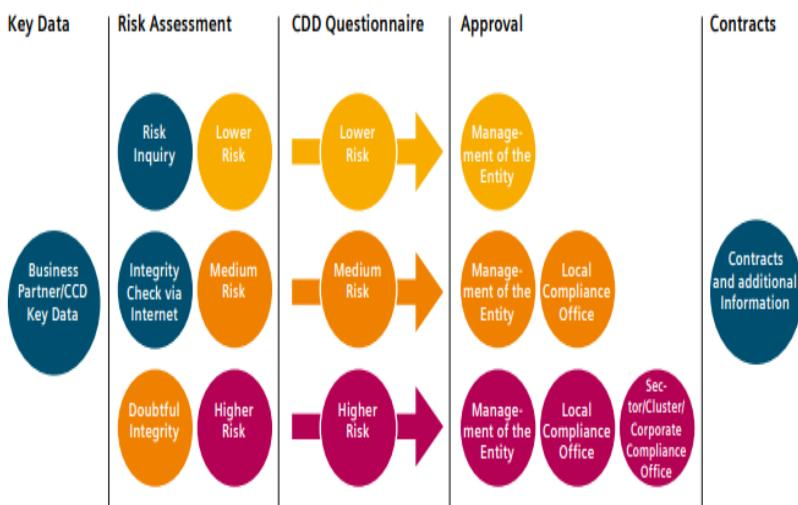 Key Data
Risk Assessment
CDD Questionnaire
Approval
Contracts
Risk
Inquiry
Lower
Risk
Lower
Risk
Manage-
ment of the
Entity
Business
Partner/CCD
Key Data
Integrity
Check via
Internet
Medium
Risk
Medium
Risk
Manage-
ment of the
Entity
Local
Compliance
Office
Contracts
and additional
Information
Doubtful
Integrity
Higher
Risk
Higher
Risk
Manage-
ment of the
Entity
Local
Compliance
Office
Sec-
tor/Cluster/
Corporate
Compliance
Office